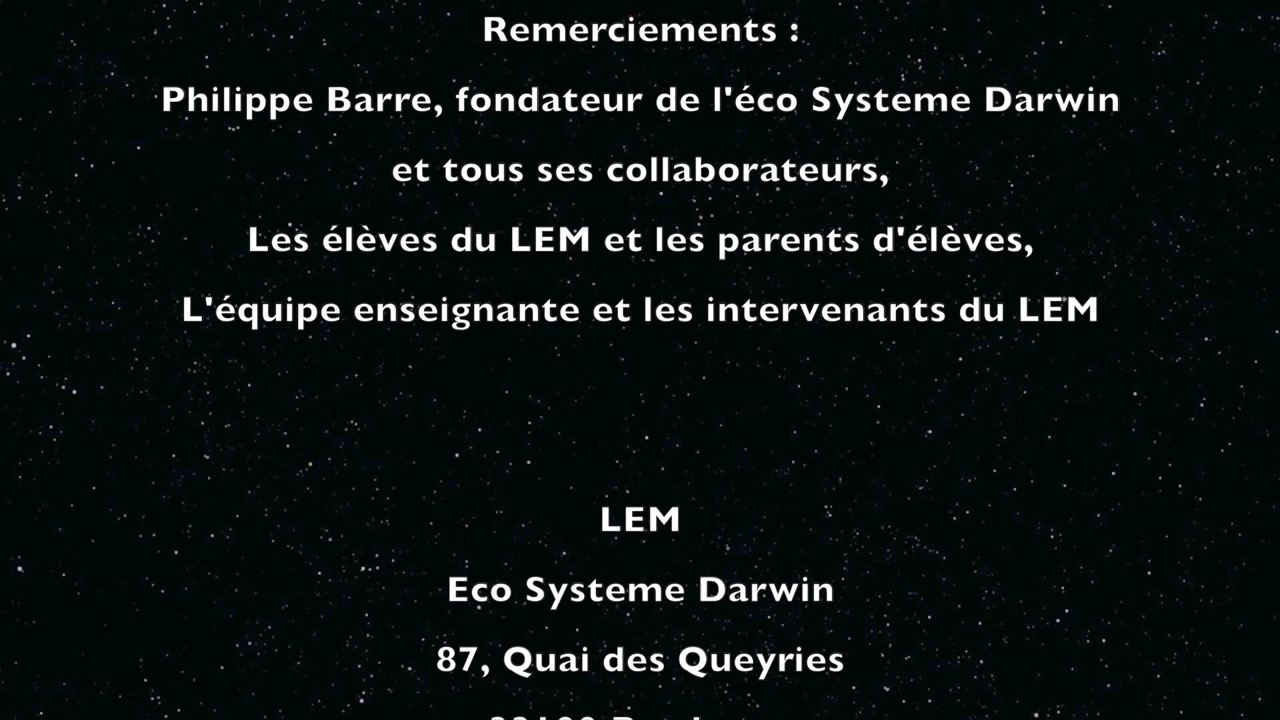 Remerciements :
Philippe Barre, fondateur de l'éco Systeme Darwin
et tous ses collaborateurs,
Les élèves du LEM et les parents d'élèves,
L'équipe enseignante et les intervenants du LEM
LEM
Eco Systeme Darwin
87, Quai des Queyries